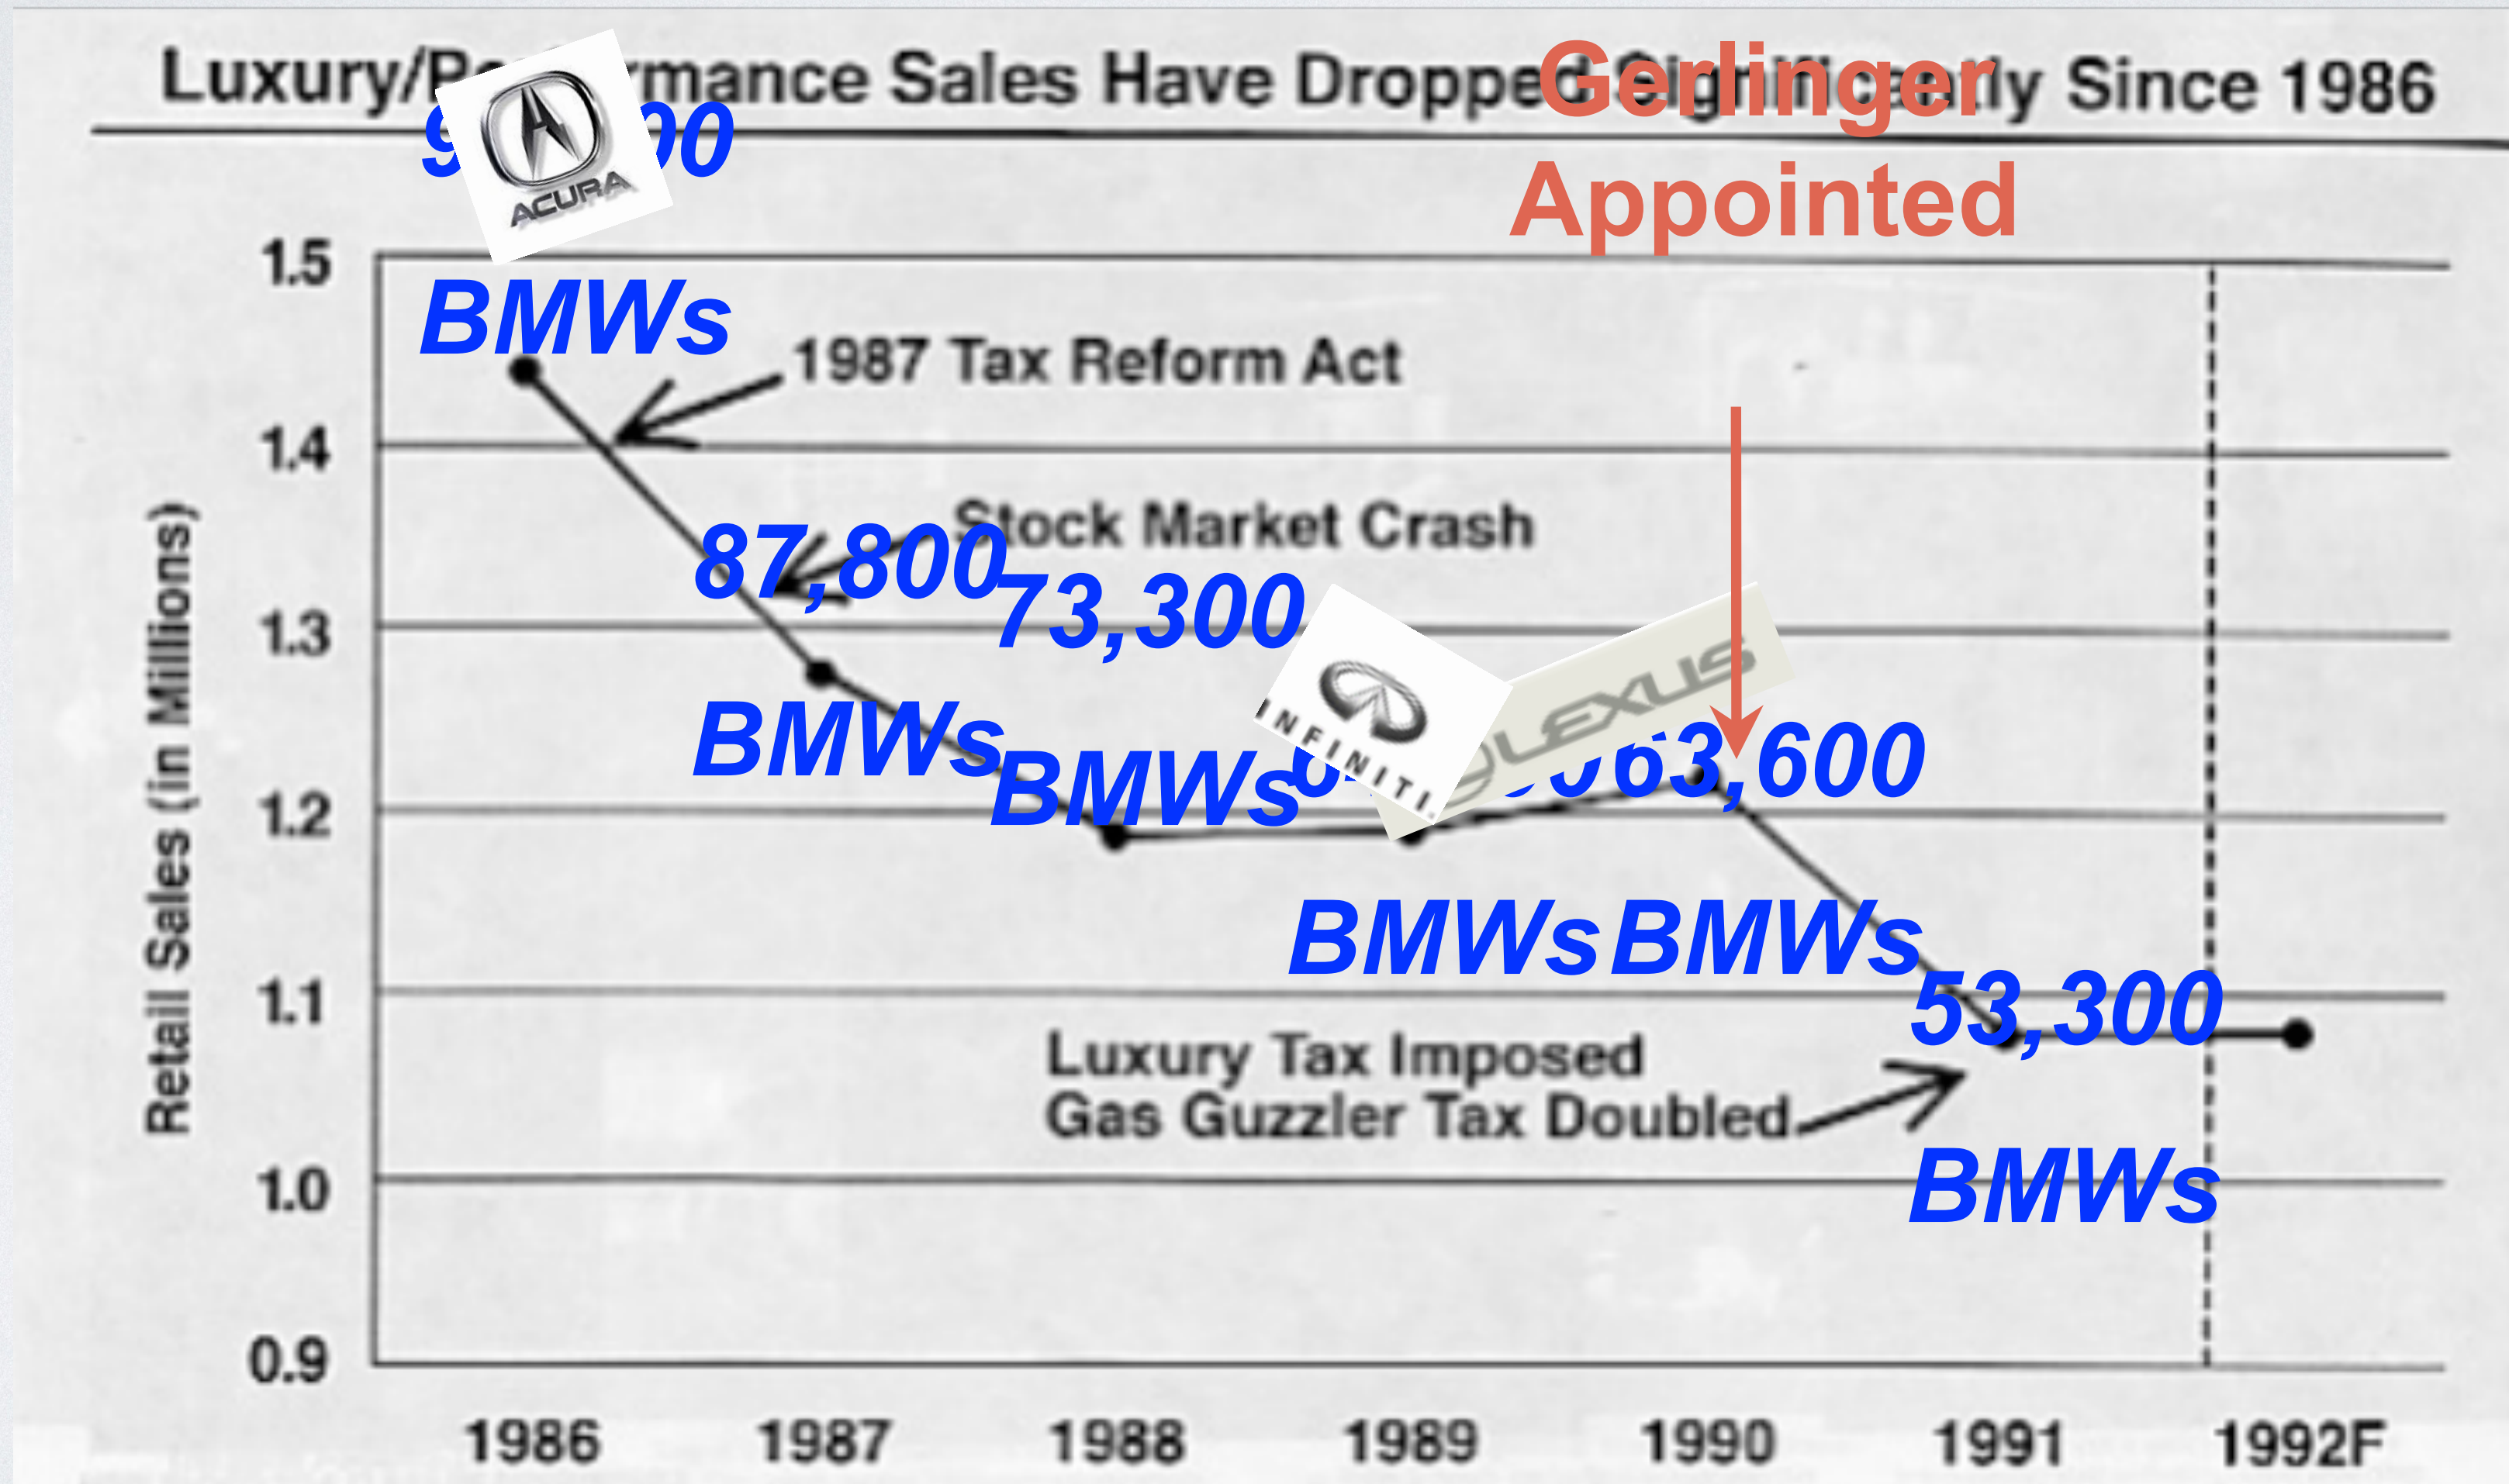 Luxury/Performance Sales Have Dropped Significantly Since 1986
Gerlinger
Appointed
ACURA
BMWs
1987 Tax Reform Act
Stock Market Crash
87,800
BMWs
73,300
BMWs
INFINITI
LEXUS
BMWs
63,600
BMWs
53,300
BMWs
Luxury Tax Imposed
Gas Guzzler Tax Doubled
Retail Sales (in Millions)
1.5
1.4
1.3
1.2
1.1
1.0
0.9
1986 1987 1988 1989 1990 1991 1992F